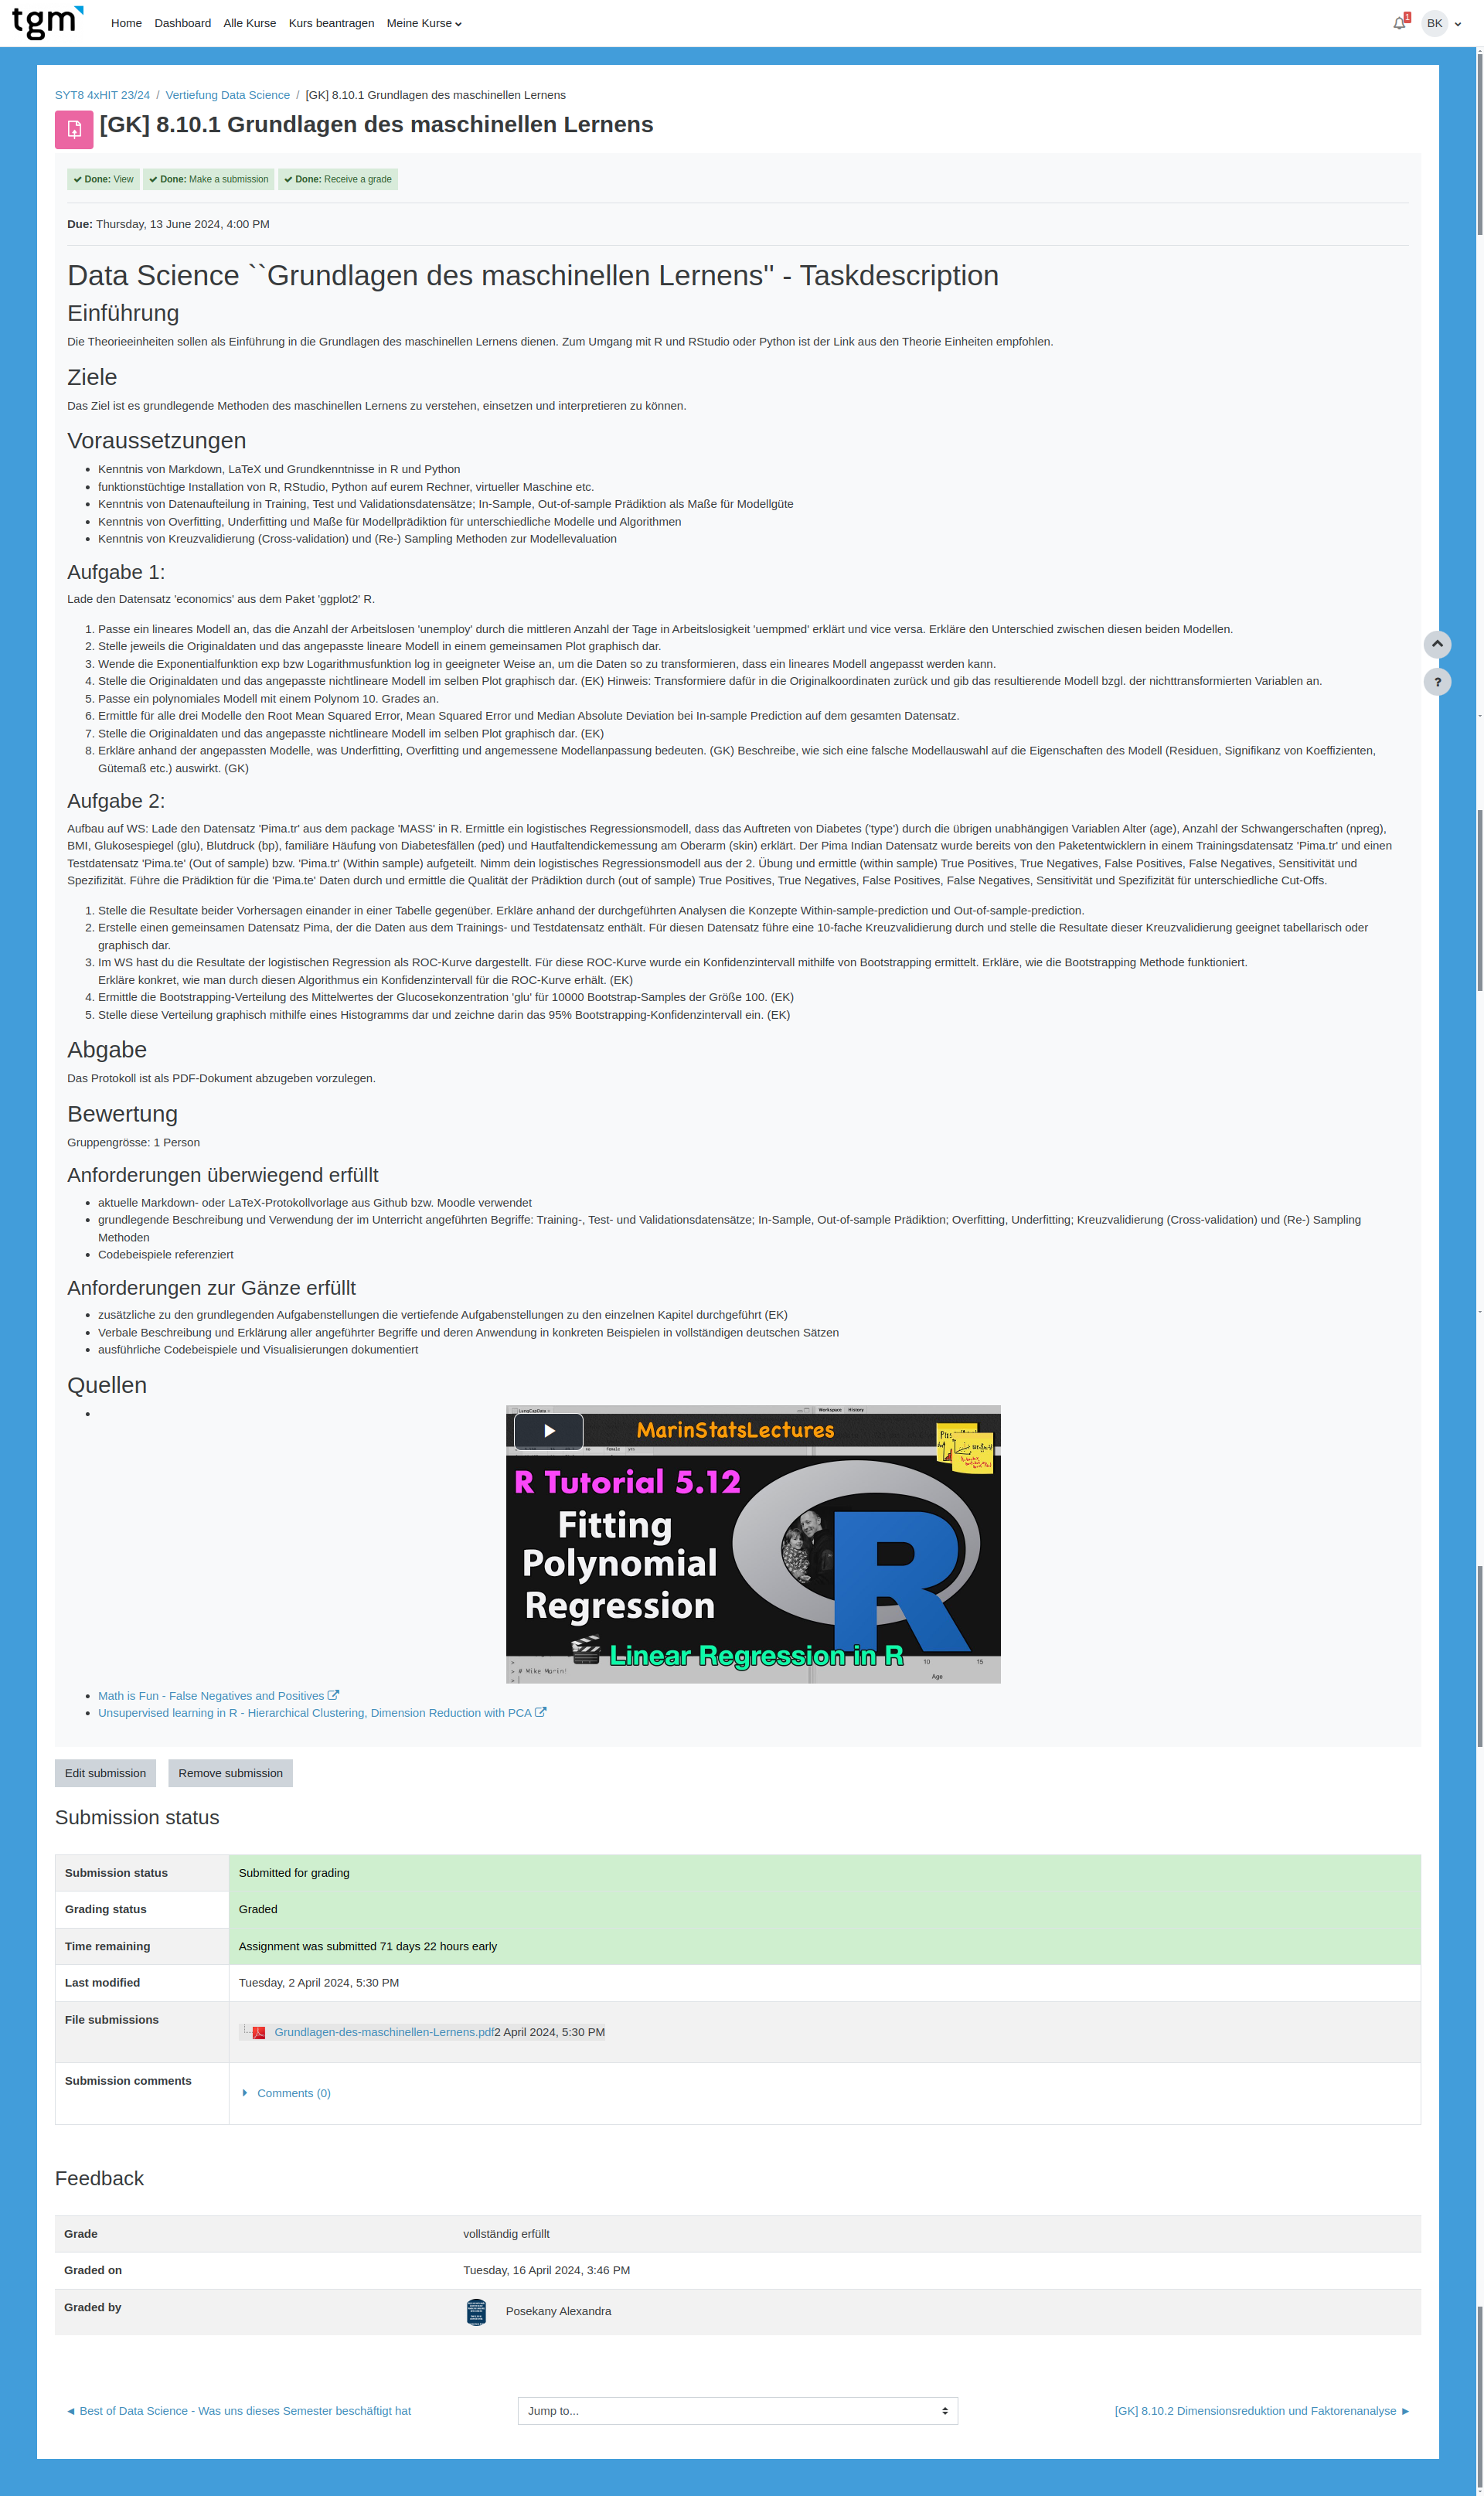 tgm
Home Dashboard Alle Kurse Kurs beantragen Meine Kurse
1
BK
SYT8 4xHIT 23/24 / Vertiefung Data Science / [GK] 8.10.1 Grundlagen des maschinellen Lernens
[GK] 8.10.1 Grundlagen des maschinellen Lernens
Done: View Done: Make a submission Done: Receive a grade
Due: Thursday, 13 June 2024, 4:00 PM
Data Science ``Grundlagen des maschinellen Lernens'' - Taskdescription
Einführung
Die Theorieeinheiten sollen als Einführung in die Grundlagen des maschinellen Lernens dienen. Zum Umgang mit R und RStudio oder Python ist der Link aus den Theorie Einheiten empfohlen.
Ziele
Das Ziel ist es grundlegende Methoden des maschinellen Lernens zu verstehen, einsetzen und interpretieren zu können.
Voraussetzungen
• Kenntnis von Markdown, LaTeX und Grundkenntnisse in R und Python
• funktionstüchtige Installation von R, RStudio, Python auf eurem Rechner, virtueller Maschine etc.
• Kenntnis von Datenaufteilung in Training, Test und Validationsdatensätze; In-Sample, Out-of-sample Prädiktion als Maße für Modellgüte
• Kenntnis von Overfitting, Underfitting und Maße für Modellprädiktion für unterschiedliche Modelle und Algorithmen
• Kenntnis von Kreuzvalidierung (Cross-validation) und (Re-) Sampling Methoden zur Modellevaluation
Aufgabe 1:
Lade den Datensatz 'economics' aus dem Paket 'ggplot2' R.
1. Passe ein lineares Modell an, das die Anzahl der Arbeitslosen 'unemploy' durch die mittleren Anzahl der Tage in Arbeitslosigkeit 'uempmed' erklärt und vice versa. Erkläre den Unterschied zwischen diesen beiden Modellen.
2. Stelle jeweils die Originaldaten und das angepasste lineare Modell in einem gemeinsamen Plot graphisch dar.
3. Wende die Exponentialfunktion exp bzw Logarithmusfunktion log in geeigneter Weise an, um die Daten so zu transformieren, dass ein lineares Modell angepasst werden kann.
4. Stelle die Originaldaten und das angepasste nichtlineare Modell im selben Plot graphisch dar. (EK) Hinweis: Transformiere dafür in die Originalkoordinaten zurück und gib das resultierende Modell bzgl. der nichttransformierten Variablen an.
5. Passe ein polynomiales Modell mit einem Polynom 10. Grades an.
6. Ermittle für alle drei Modelle den Root Mean Squared Error, Mean Squared Error und Median Absolute Deviation bei In-sample Prediction auf dem gesamten Datensatz.
7. Stelle die Originaldaten und das angepasste nichtlineare Modell im selben Plot graphisch dar. (EK)
8. Erkläre anhand der angepassten Modelle, was Underfitting, Overfitting und angemessene Modellanpassung bedeuten. (GK) Beschreibe, wie sich eine falsche Modellauswahl auf die Eigenschaften des Modell (Residuen, Signifikanz von Koeffizienten,
Gütemaß etc.) auswirkt. (GK)
Aufgabe 2:
Aufbau auf WS: Lade den Datensatz 'Pima.tr' aus dem package 'MASS' in R. Ermittle ein logistisches Regressionsmodell, dass das Auftreten von Diabetes ('type') durch die übrigen unabhängigen Variablen Alter (age), Anzahl der Schwangerschaften (npreg),
BMI, Glukosespiegel (glu), Blutdruck (bp), familiäre Häufung von Diabetesfällen (ped) und Hautfaltendickemessung am Oberarm (skin) erklärt. Der Pima Indian Datensatz wurde bereits von den Paketentwicklern in einem Trainingsdatensatz 'Pima.tr' und einen
Testdatensatz 'Pima.te' (Out of sample) bzw. 'Pima.tr' (Within sample) aufgeteilt. Nimm dein logistisches Regressionsmodell aus der 2. Übung und ermittle (within sample) True Positives, True Negatives, False Positives, False Negatives, Sensitivität und
Spezifizität. Führe die Prädiktion für die 'Pima.te' Daten durch und ermittle die Qualität der Prädiktion durch (out of sample) True Positives, True Negatives, False Positives, False Negatives, Sensitivität und Spezifizität für unterschiedliche Cut-Offs.
1. Stelle die Resultate beider Vorhersagen einander in einer Tabelle gegenüber. Erkläre anhand der durchgeführten Analysen die Konzepte Within-sample-prediction und Out-of-sample-prediction.
2. Erstelle einen gemeinsamen Datensatz Pima, der die Daten aus dem Trainings- und Testdatensatz enthält. Für diesen Datensatz führe eine 10-fache Kreuzvalidierung durch und stelle die Resultate dieser Kreuzvalidierung geeignet tabellarisch oder
graphisch dar.
3. Im WS hast du die Resultate der logistischen Regression als ROC-Kurve dargestellt. Für diese ROC-Kurve wurde ein Konfidenzintervall mithilfe von Bootstrapping ermittelt. Erkläre, wie die Bootstrapping Methode funktioniert.
Erkläre konkret, wie man durch diesen Algorithmus ein Konfidenzintervall für die ROC-Kurve erhält. (EK)
4. Ermittle die Bootstrapping-Verteilung des Mittelwertes der Glucosekonzentration 'glu' für 10000 Bootstrap-Samples der Größe 100. (EK)
5. Stelle diese Verteilung graphisch mithilfe eines Histogramms dar und zeichne darin das 95% Bootstrapping-Konfidenzintervall ein. (EK)
Abgabe
Das Protokoll ist als PDF-Dokument abzugeben vorzulegen.
Bewertung
Gruppengrösse: 1 Person
Anforderungen überwiegend erfüllt
• aktuelle Markdown- oder LaTeX-Protokollvorlage aus Github bzw. Moodle verwendet
• grundlegende Beschreibung und Verwendung der im Unterricht angeführten Begriffe: Training-, Test- und Validationsdatensätze; In-Sample, Out-of-sample Prädiktion; Overfitting, Underfitting; Kreuzvalidierung (Cross-validation) und (Re-) Sampling
Methoden
• Codebeispiele referenziert
Anforderungen zur Gänze erfüllt
• zusätzliche zu den grundlegenden Aufgabenstellungen die vertiefende Aufgabenstellungen zu den einzelnen Kapitel durchgeführt (EK)
• Verbale Beschreibung und Erklärung aller angeführter Begriffe und deren Anwendung in konkreten Beispielen in vollständigen deutschen Sätzen
• ausführliche Codebeispiele und Visualisierungen dokumentiert
Quellen
LungCapData Workspace History
MarinStatsLectures
female yrs
R Tutorial 5.12
Fitting
Polynomial
Regression
R
Linear Regression in R
10 15
> # Mike Marin!
Age
• Math is Fun - False Negatives and Positives
• Unsupervised learning in R - Hierarchical Clustering, Dimension Reduction with PCA
Edit submission Remove submission
Submission status
Submission status Submitted for grading
Grading status Graded
Time remaining Assignment was submitted 71 days 22 hours early
Last modified Tuesday, 2 April 2024, 5:30 PM
File submissions Grundlagen-des-maschinellen-Lernens.pdf2 April 2024, 5:30 PM
Submission comments Comments (0)
Feedback
Grade vollständig erfüllt
Graded on Tuesday, 16 April 2024, 3:46 PM
Graded by Posekany Alexandra
◄ Best of Data Science - Was uns dieses Semester beschäftigt hat Jump to... [GK] 8.10.2 Dimensionsreduktion und Faktorenanalyse ►